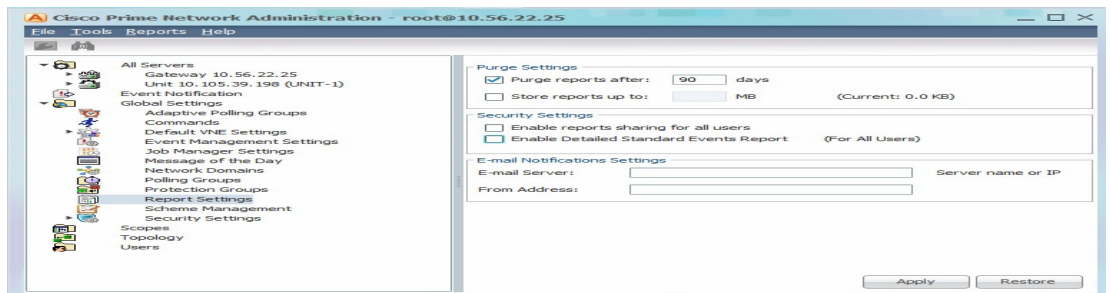 Cisco Prime Network Administration - root@10.56.22.25
File Tools Reports Help
All Servers
Gateway 10.56.22.25
Unit 10.105.39.198 (UNIT-1)
Event Notification
Global Settings
Adaptive Polling Groups
Commands
Default VNE Settings
Event Management Settings
Job Manager Settings
Message of the Day
Network Domains
Polling Groups
Protection Groups
Report Settings
Scheme Management
Security Settings
Scopes
Topology
Users
Purge Settings
Purge reports after: 90 days
Store reports up to: MB (Current: 0.0 KB)
Security Settings
Enable reports sharing for all users
Enable Detailed Standard Events Report (For All Users)
E-mail Notifications Settings
E-mail Server: Server name or IP
From Address:
Apply Restore